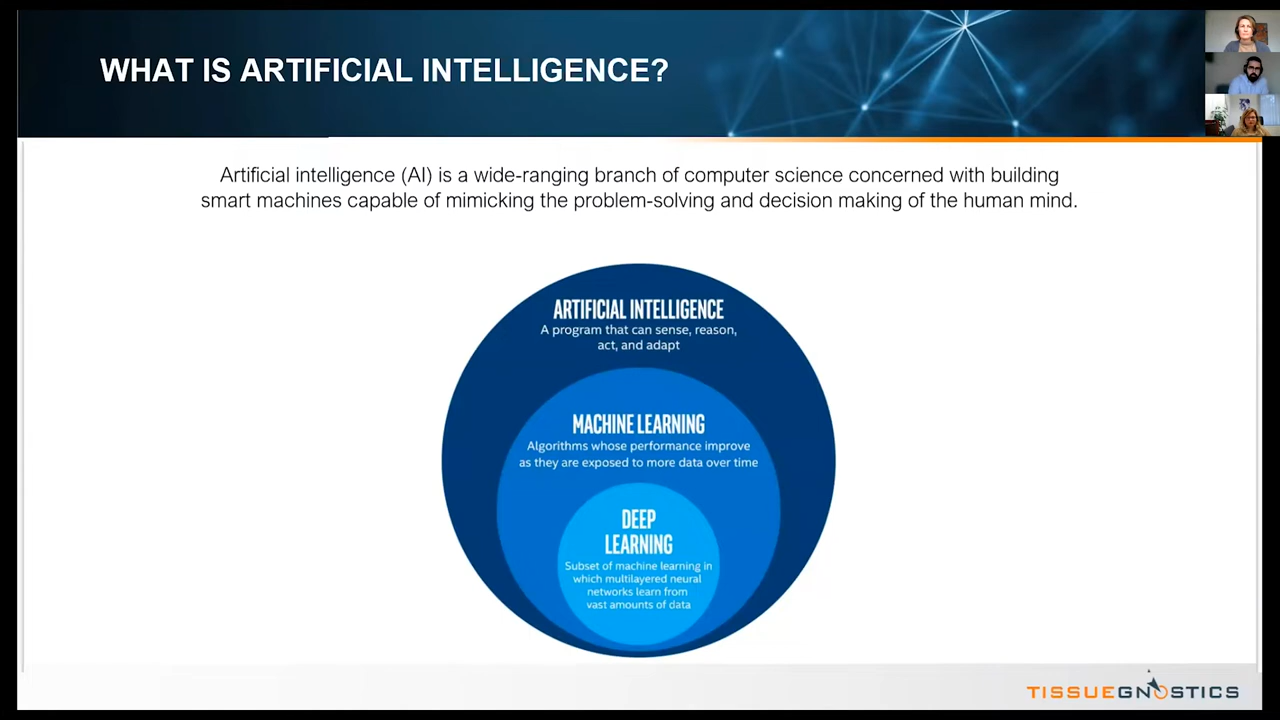 WHAT IS ARTIFICIAL INTELLIGENCE?
Artificial intelligence (AI) is a wide-ranging branch of computer science concerned with building
smart machines capable of mimicking the problem-solving and decision making of the human mind.
ARTIFICIAL INTELLIGENCE
A program that can sense, reason,
act, and adapt
MACHINE LEARNING
Algorithms whose performance improve
as they are exposed to more data over time
DEEP
LEARNING
Subset of machine learning in
which multilayered neural
networks learn from
vast amounts of data
TISSUEGNOSTICS